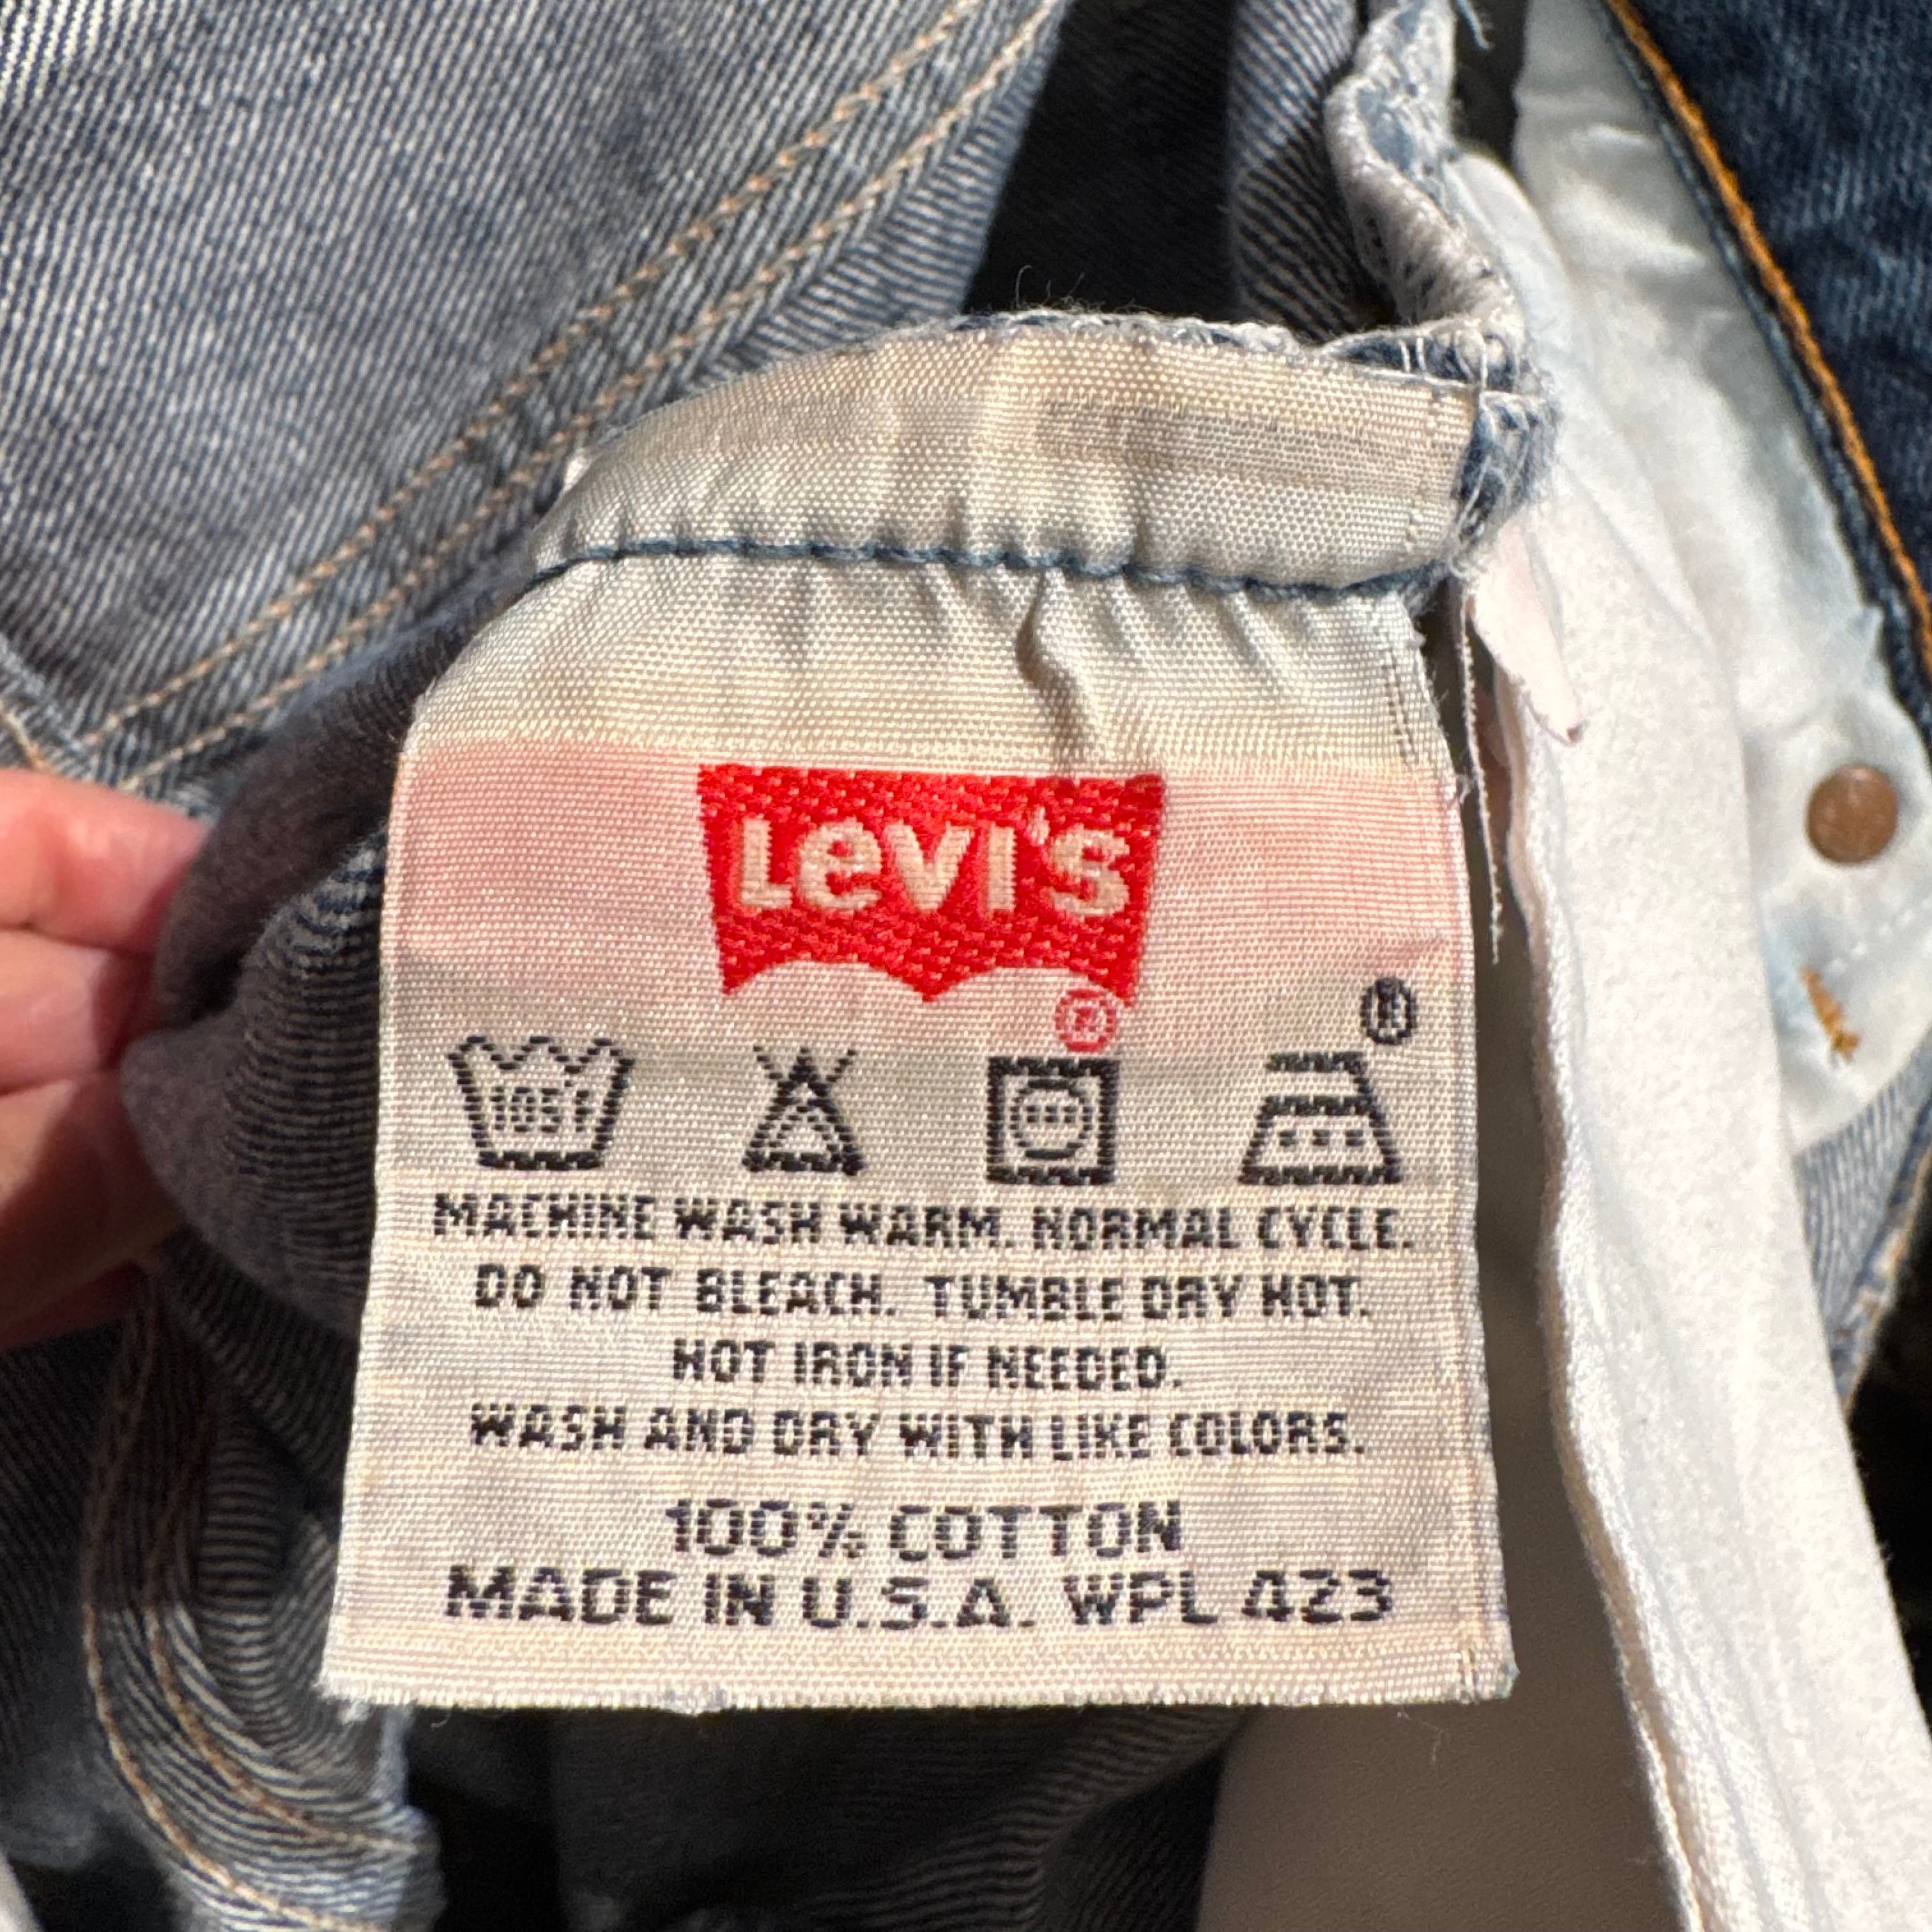 LEVI'S
®
®
105F
MACHINE WASH WARM. NORMAL CYCLE.
DO NOT BLEACH. TUMBLE DRY HOT.
HOT IRON IF NEEDED.
WASH AND DRY WITH LIKE COLORS.
100% COTTON
MADE IN U.S.A. WPL 423